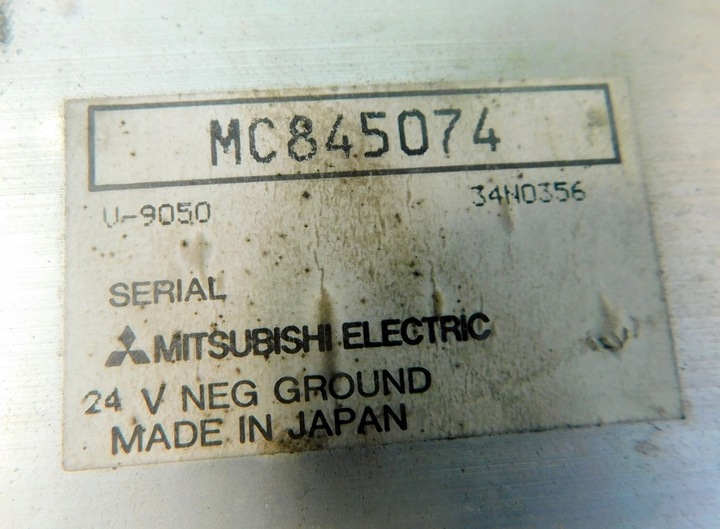 MC845074
U-9050 34N0356
SERIAL
MITSUBISHI ELECTRIC
24 V NEG GROUND
MADE IN JAPAN